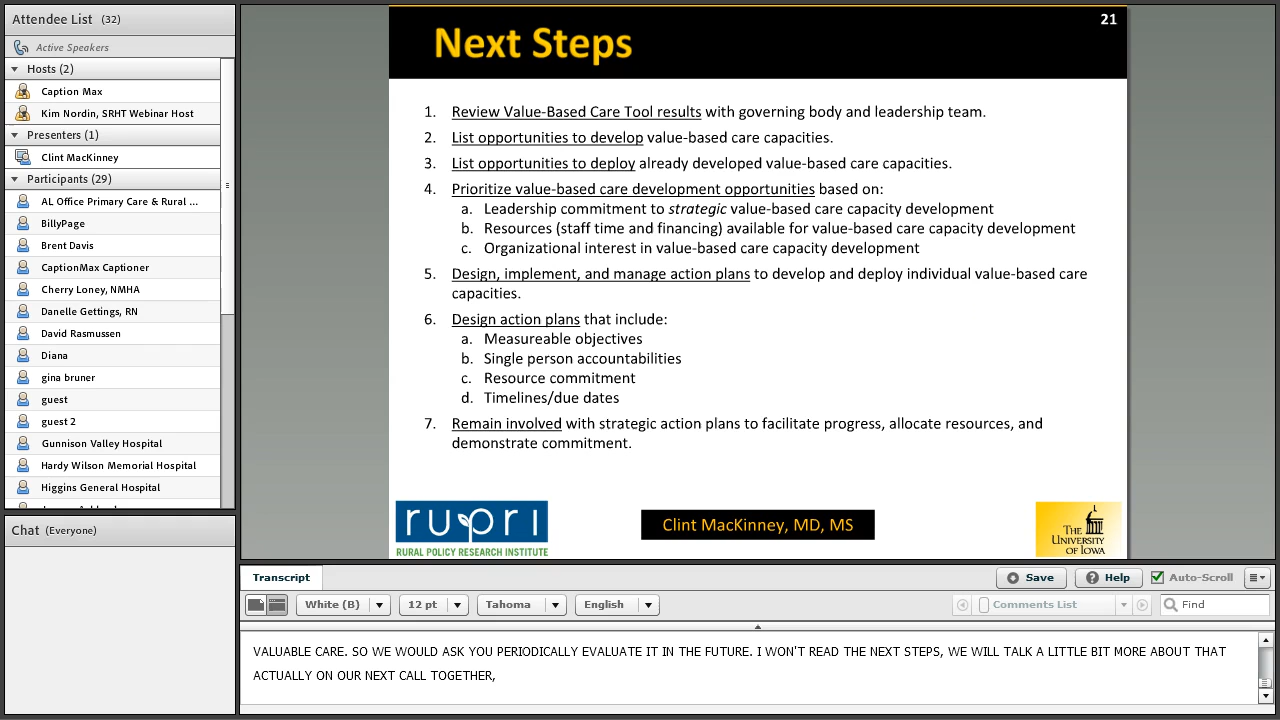 Attendee List (32)
Active Speakers
Hosts (2)
Caption Max
Kim Nordin, SRHT Webinar Host
Presenters (1)
Clint MacKinney
Participants (29)
AL Office Primary Care & Rural ...
BillyPage
Brent Davis
CaptionMax Captioner
Cherry Loney, NMHA
Danelle Gettings, RN
David Rasmussen
Diana
gina bruner
guest
guest 2
Gunnison Valley Hospital
Hardy Wilson Memorial Hospital
Higgins General Hospital
Chat (Everyone)
21
Next Steps
1. Review Value-Based Care Tool results with governing body and leadership team.
2. List opportunities to develop value-based care capacities.
3. List opportunities to deploy already developed value-based care capacities.
4. Prioritize value-based care development opportunities based on:
a. Leadership commitment to strategic value-based care capacity development
b. Resources (staff time and financing) available for value-based care capacity development
c. Organizational interest in value-based care capacity development
5. Design, implement, and manage action plans to develop and deploy individual value-based care
capacities.
6. Design action plans that include:
a. Measureable objectives
b. Single person accountabilities
c. Resource commitment
d. Timelines/due dates
7. Remain involved with strategic action plans to facilitate progress, allocate resources, and
demonstrate commitment.
rupri
RURAL POLICY RESEARCH INSTITUTE
Clint MacKinney, MD, MS
THE
UNIVERSITY
OF IOWA
Transcript
Save
Help
Auto-Scroll
White (B)
12 pt
Tahoma
English
Comments List
Find
VALUABLE CARE. SO WE WOULD ASK YOU PERIODICALLY EVALUATE IT IN THE FUTURE. I WON'T READ THE NEXT STEPS, WE WILL TALK A LITTLE BIT MORE ABOUT THAT
ACTUALLY ON OUR NEXT CALL TOGETHER,